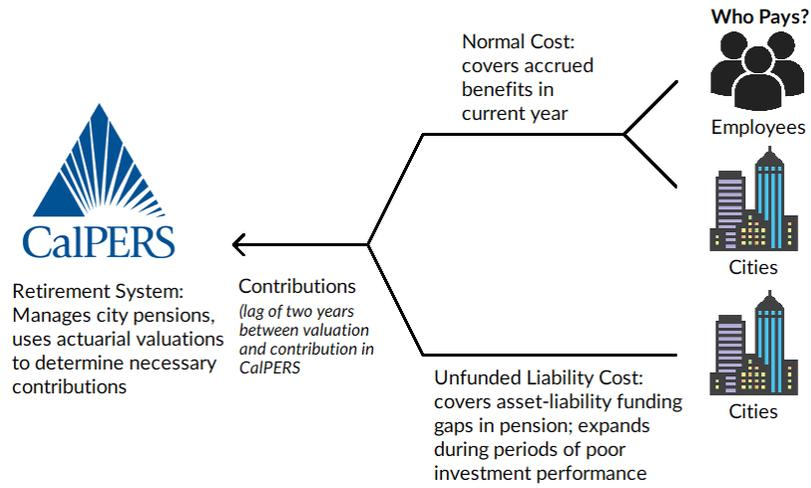 Who Pays?
Normal Cost:
covers accrued
benefits in
current year
Employees
CalPERS
Cities
Retirement System:
Manages city pensions,
uses actuarial valuations
to determine necessary
contributions
Contributions
(lag of two years
between valuation
and contribution in
CalPERS
Unfunded Liability Cost:
covers asset-liability funding
gaps in pension; expands
during periods of poor
investment performance
Cities